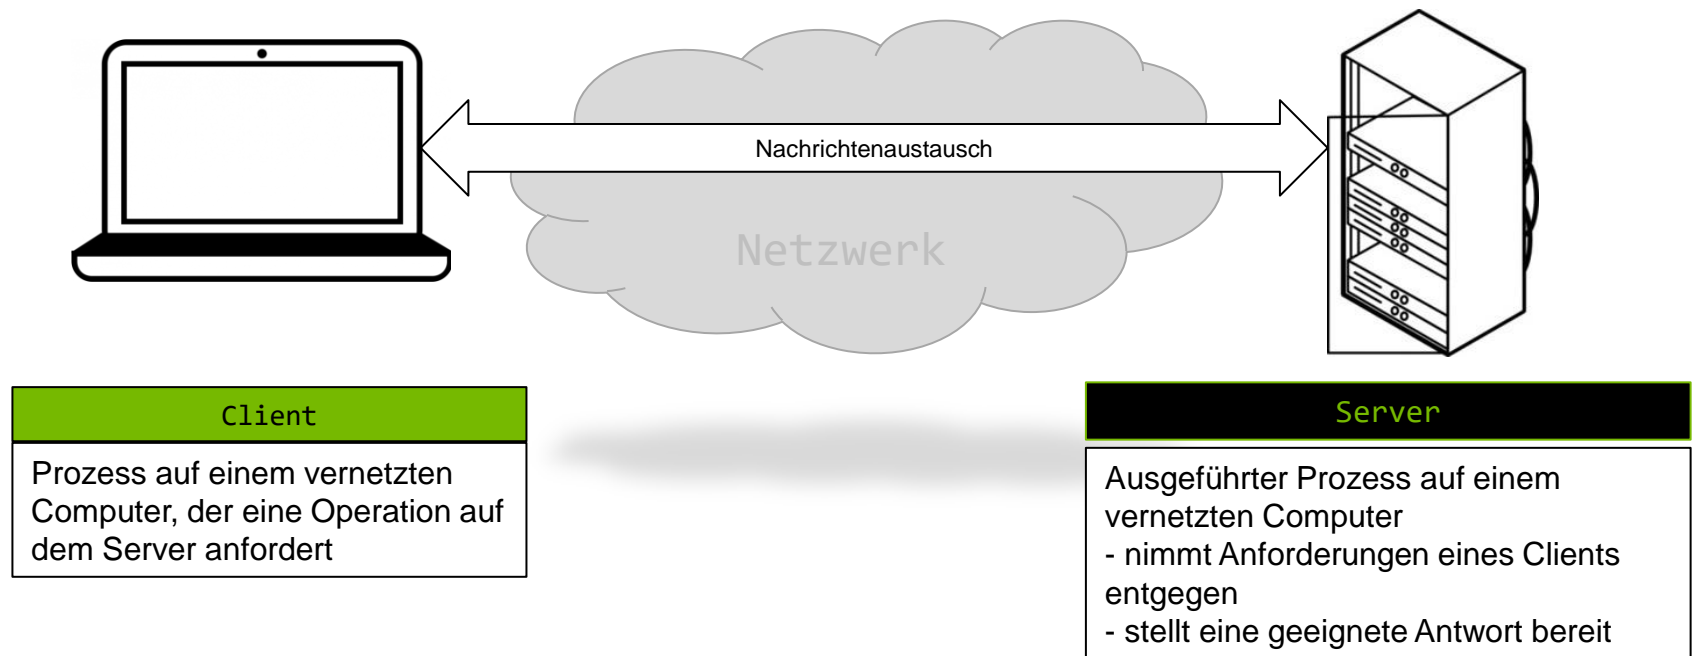 Nachrichtenaustausch
Netzwerk
Client
Prozess auf einem vernetzten
Computer, der eine Operation auf
dem Server anfordert
Server
Ausgeführter Prozess auf einem
vernetzten Computer
- nimmt Anforderungen eines Clients
entgegen
- stellt eine geeignete Antwort bereit